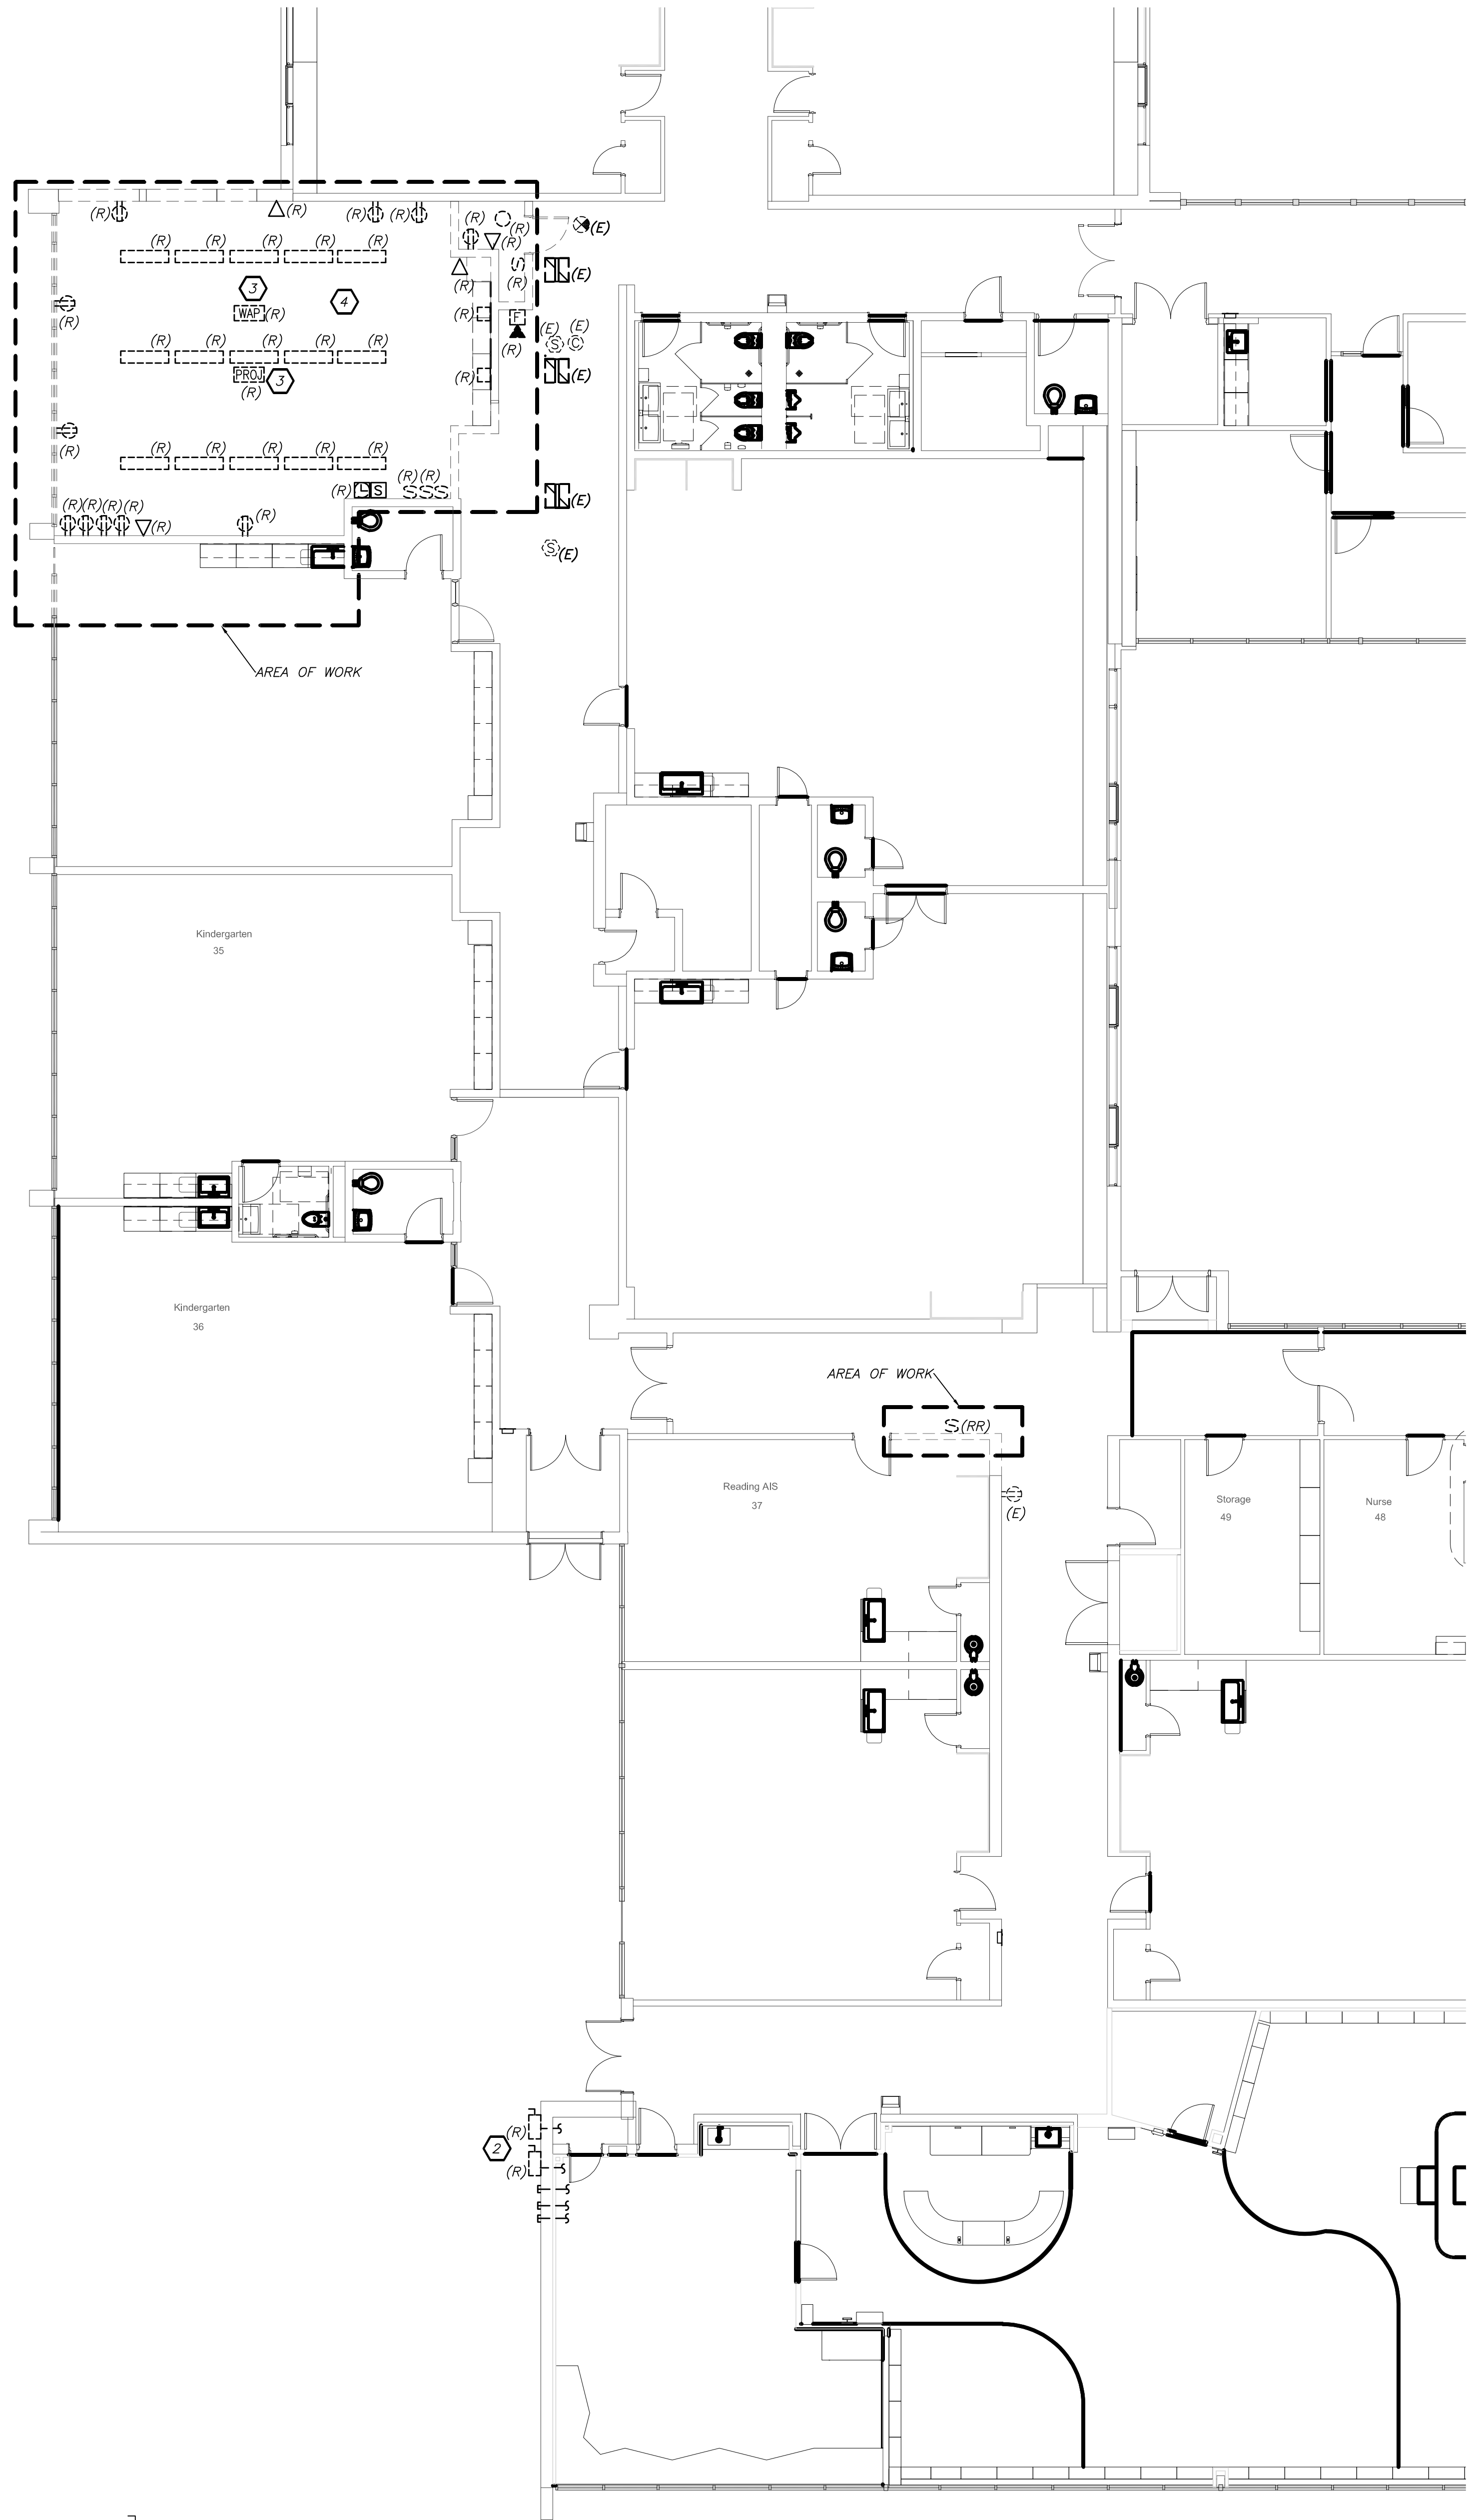 (R) (R) (R) (R) (R) (R) (E)
(R)
(R) (R) (R) (R) (R)
(R) (R) (E)
3 4
WAP (R)
(R)
(R) F
(R) (E) (E)
S C
(R) (R) (R) (R) (R)
PROJ 3 (R) (E)
(R)
(R)
(R) (R) (R) (R) (R)
(R) (R)
(R) S (E)
(R)(R)(R)(R) (R) (R)
S (E)
AREA OF WORK
Kindergarten
35
Kindergarten
36
AREA OF WORK
S (RR)
Reading AIS
37
(E)
Storage
49
Nurse
48
(R)
2
(R)